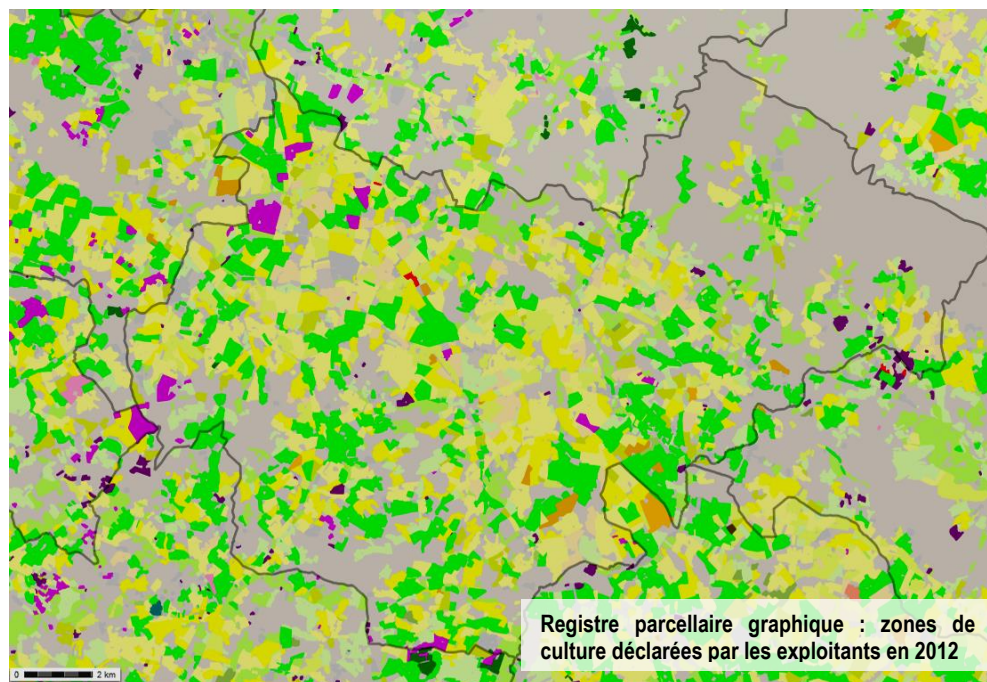 Registre parcellaire graphique : zones de
culture déclarées par les exploitants en 2012
0 2 km